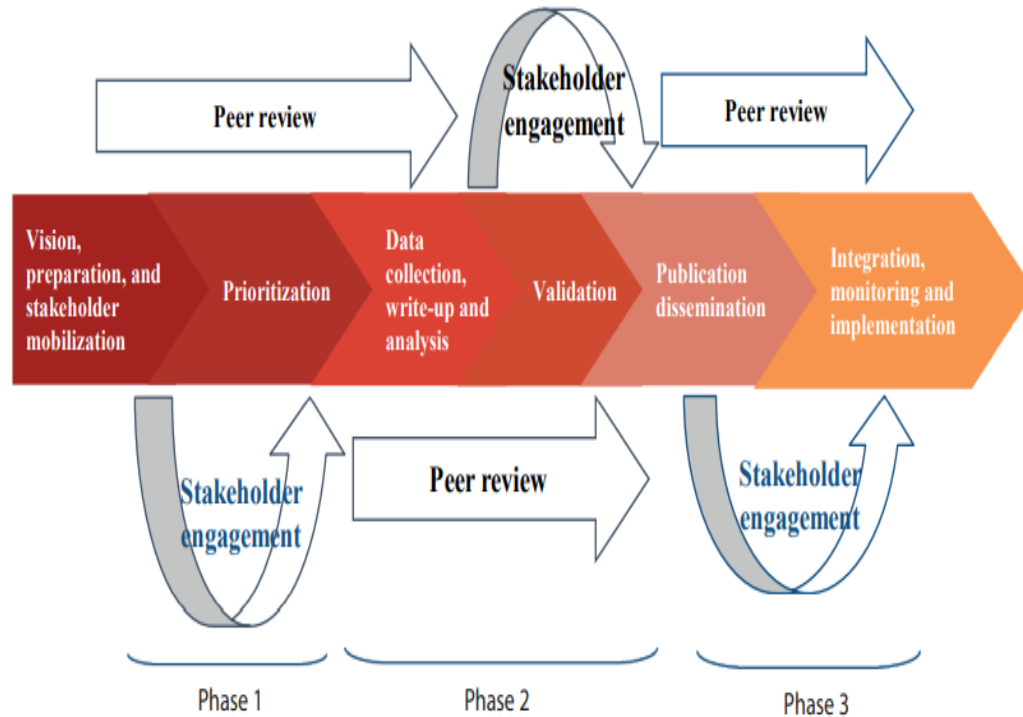 Peer review
Stakeholder
engagement
Peer review
Vision,
preparation, and
stakeholder
mobilization
Prioritization
Data
collection,
write-up and
analysis
Validation
Publication
dissemination
Integration,
monitoring and
implementation
Stakeholder
engagement
Peer review
Stakeholder
engagement
Phase 1
Phase 2
Phase 3